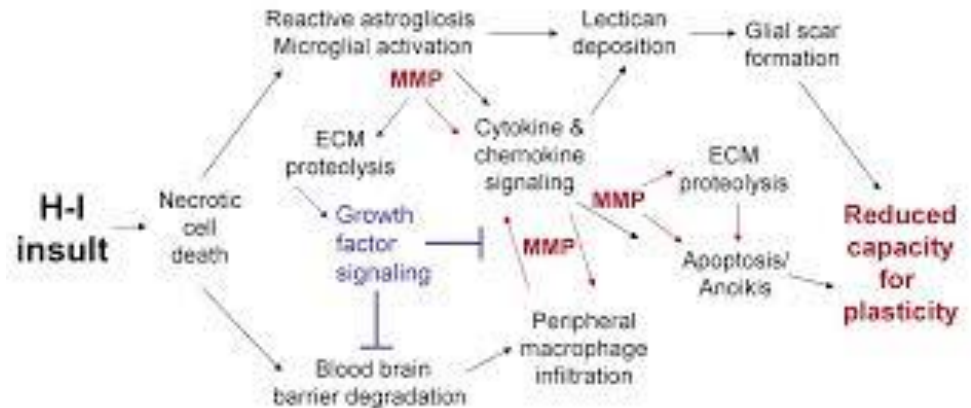 Reactive astrogliosis
Microglial activation
Lectican
deposition
Glial scar
formation
MMP
ECM
proteolysis
Cytokine &
chemokine
signaling
ECM
proteolysis
MMP
H-I
insult
Necrotic
cell
death
Growth
factor
signaling
MMP
Apoptosis/
Anoikis
Reduced
capacity
for
plasticity
Peripheral
macrophage
infiltration
Blood brain
barrier degradation